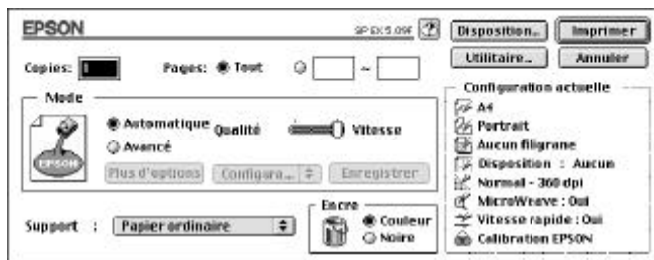 EPSON SP EX 5.09F ? Disposition... Imprimer
Utilitaire... Annuler
Copies: 1 Pages: Tout ~
Mode
Automatique Qualité Vitesse
Avancé
EPSON
Plus d'options Configura... Enregistrer
Support : Papier ordinaire
Encre
Couleur
Noire
Configuration actuelle
A4
Portrait
Aucun filigrane
Disposition : Aucun
Normal - 360 dpi
MicroWeave : Oui
Vitesse rapide : Oui
Calibration EPSON